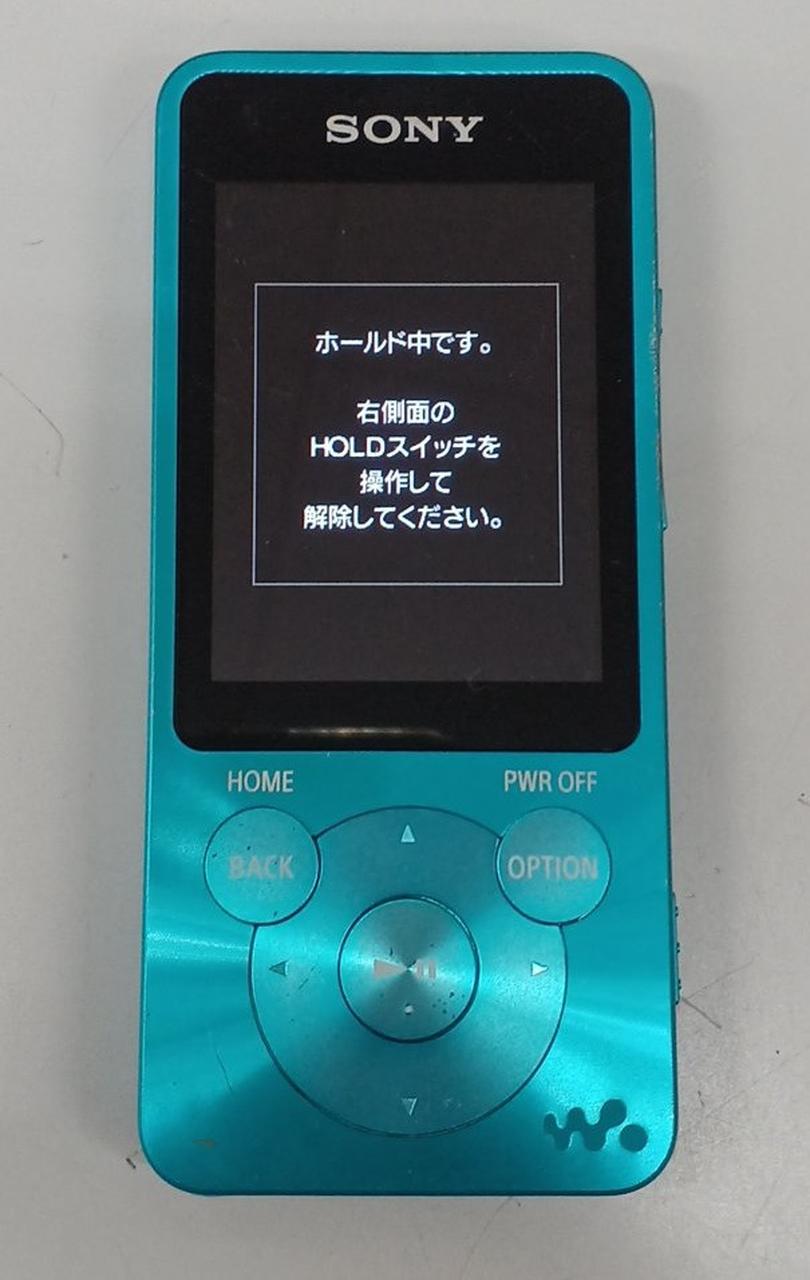 SONY
ホールド中です。
右側面の
HOLDスイッチを
操作して
解除してください。
HOME
PWR OFF
BACK
OPTION